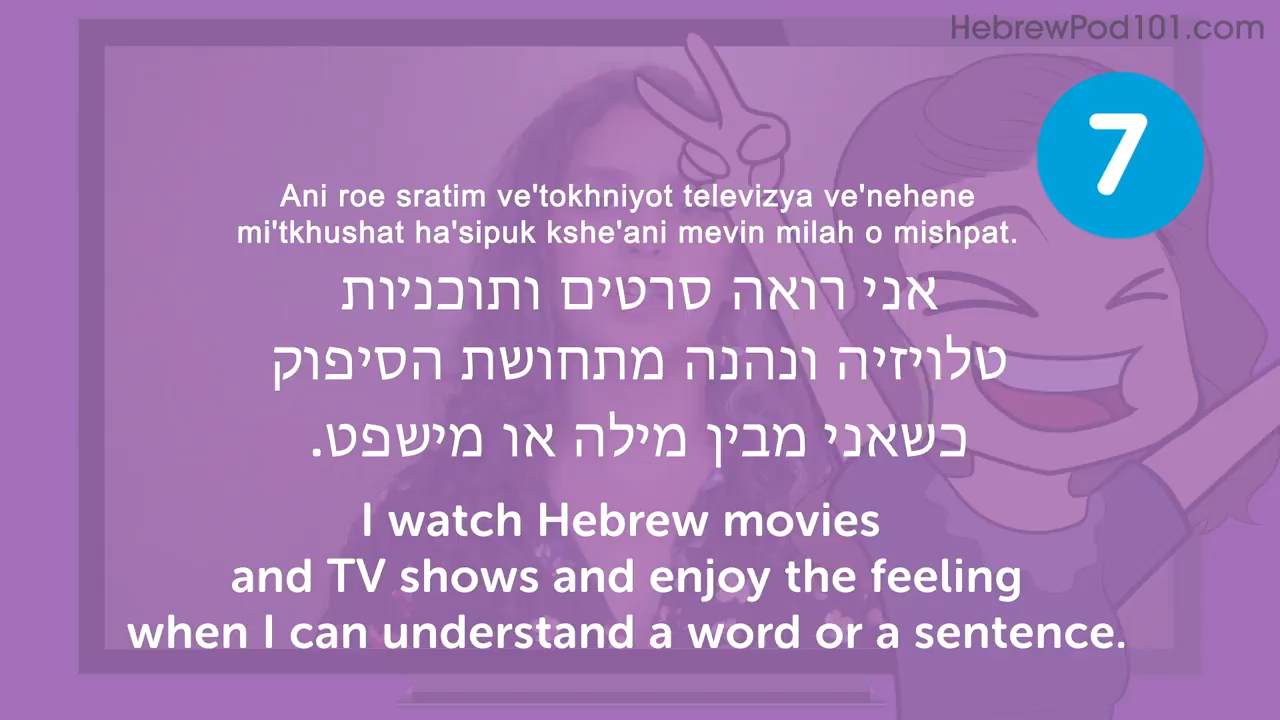 HebrewPod101.com
7
Ani roe sratim ve'tokhniyot televizya ve'nehene
mi'tkhushat ha'sipuk kshe'ani mevin milah o mishpat.
אני רואה סרטים ותוכניות
טלויזיה ונהנה מתחושת הסיפוק
כשאני מבין מילה או מישפט.
I watch Hebrew movies
and TV shows and enjoy the feeling
when I can understand a word or a sentence.